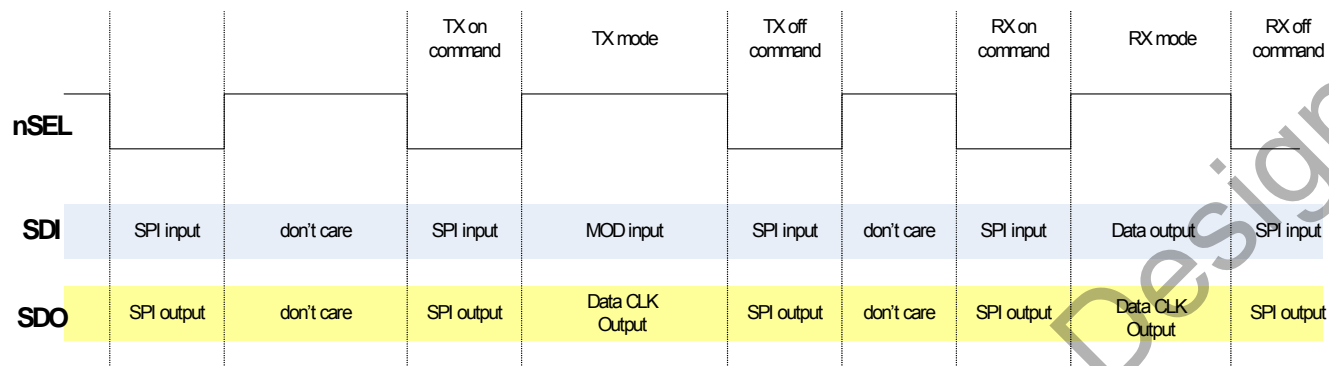 TX on
command
TX mode
TX off
command
RX on
command
RX mode
RX off
command
nSEL
SDI
SPI input
don't care
SPI input
MOD input
SPI input
don't care
SPI input
Data output
SPI input
SDO
SPI output
don't care
SPI output
Data CLK
Output
SPI output
don't care
SPI output
Data CLK
Output
SPI output
Design